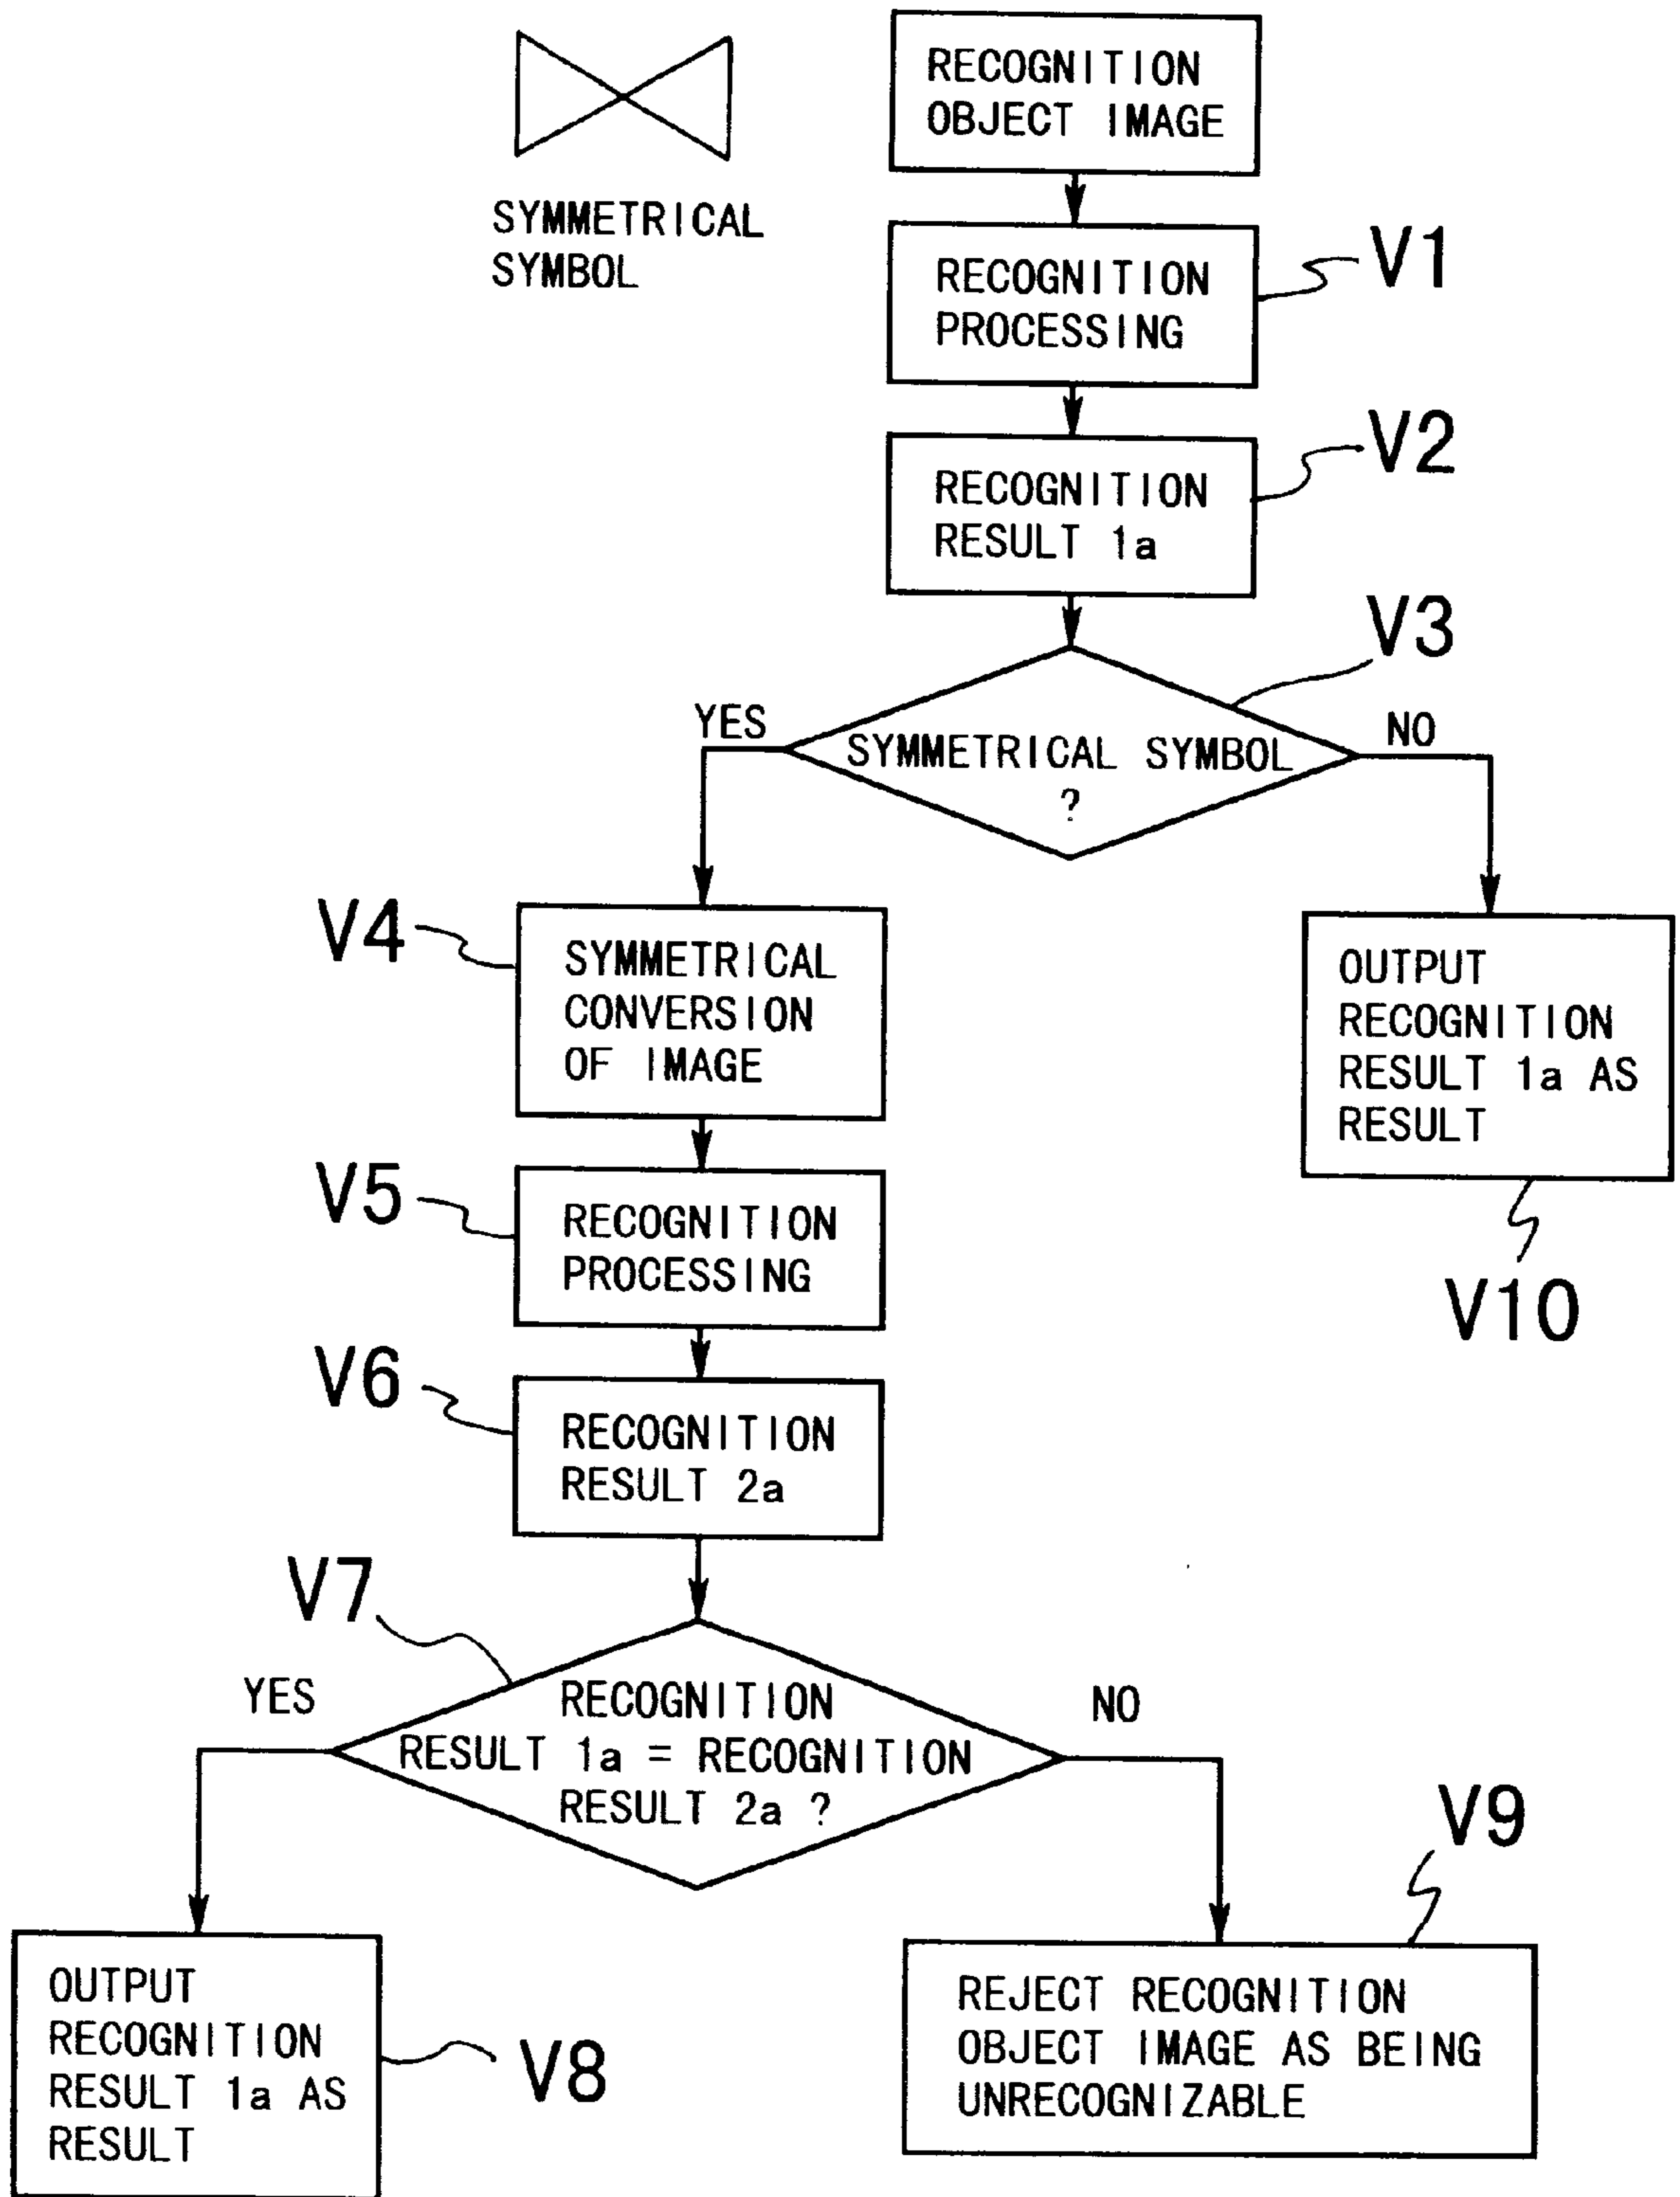 SYMMETRICAL
SYMBOL
RECOGNITION
OBJECT IMAGE
RECOGNITION
PROCESSING
V1
RECOGNITION
RESULT 1a
V2
SYMMETRICAL SYMBOL
?
V3
YES
NO
V4
SYMMETRICAL
CONVERSION
OF IMAGE
OUTPUT
RECOGNITION
RESULT 1a AS
RESULT
V10
V5
RECOGNITION
PROCESSING
V6
RECOGNITION
RESULT 2a
V7
RECOGNITION
RESULT 1a = RECOGNITION
RESULT 2a ?
YES
NO
OUTPUT
RECOGNITION
RESULT 1a AS
RESULT
V8
V9
REJECT RECOGNITION
OBJECT IMAGE AS BEING
UNRECOGNIZABLE